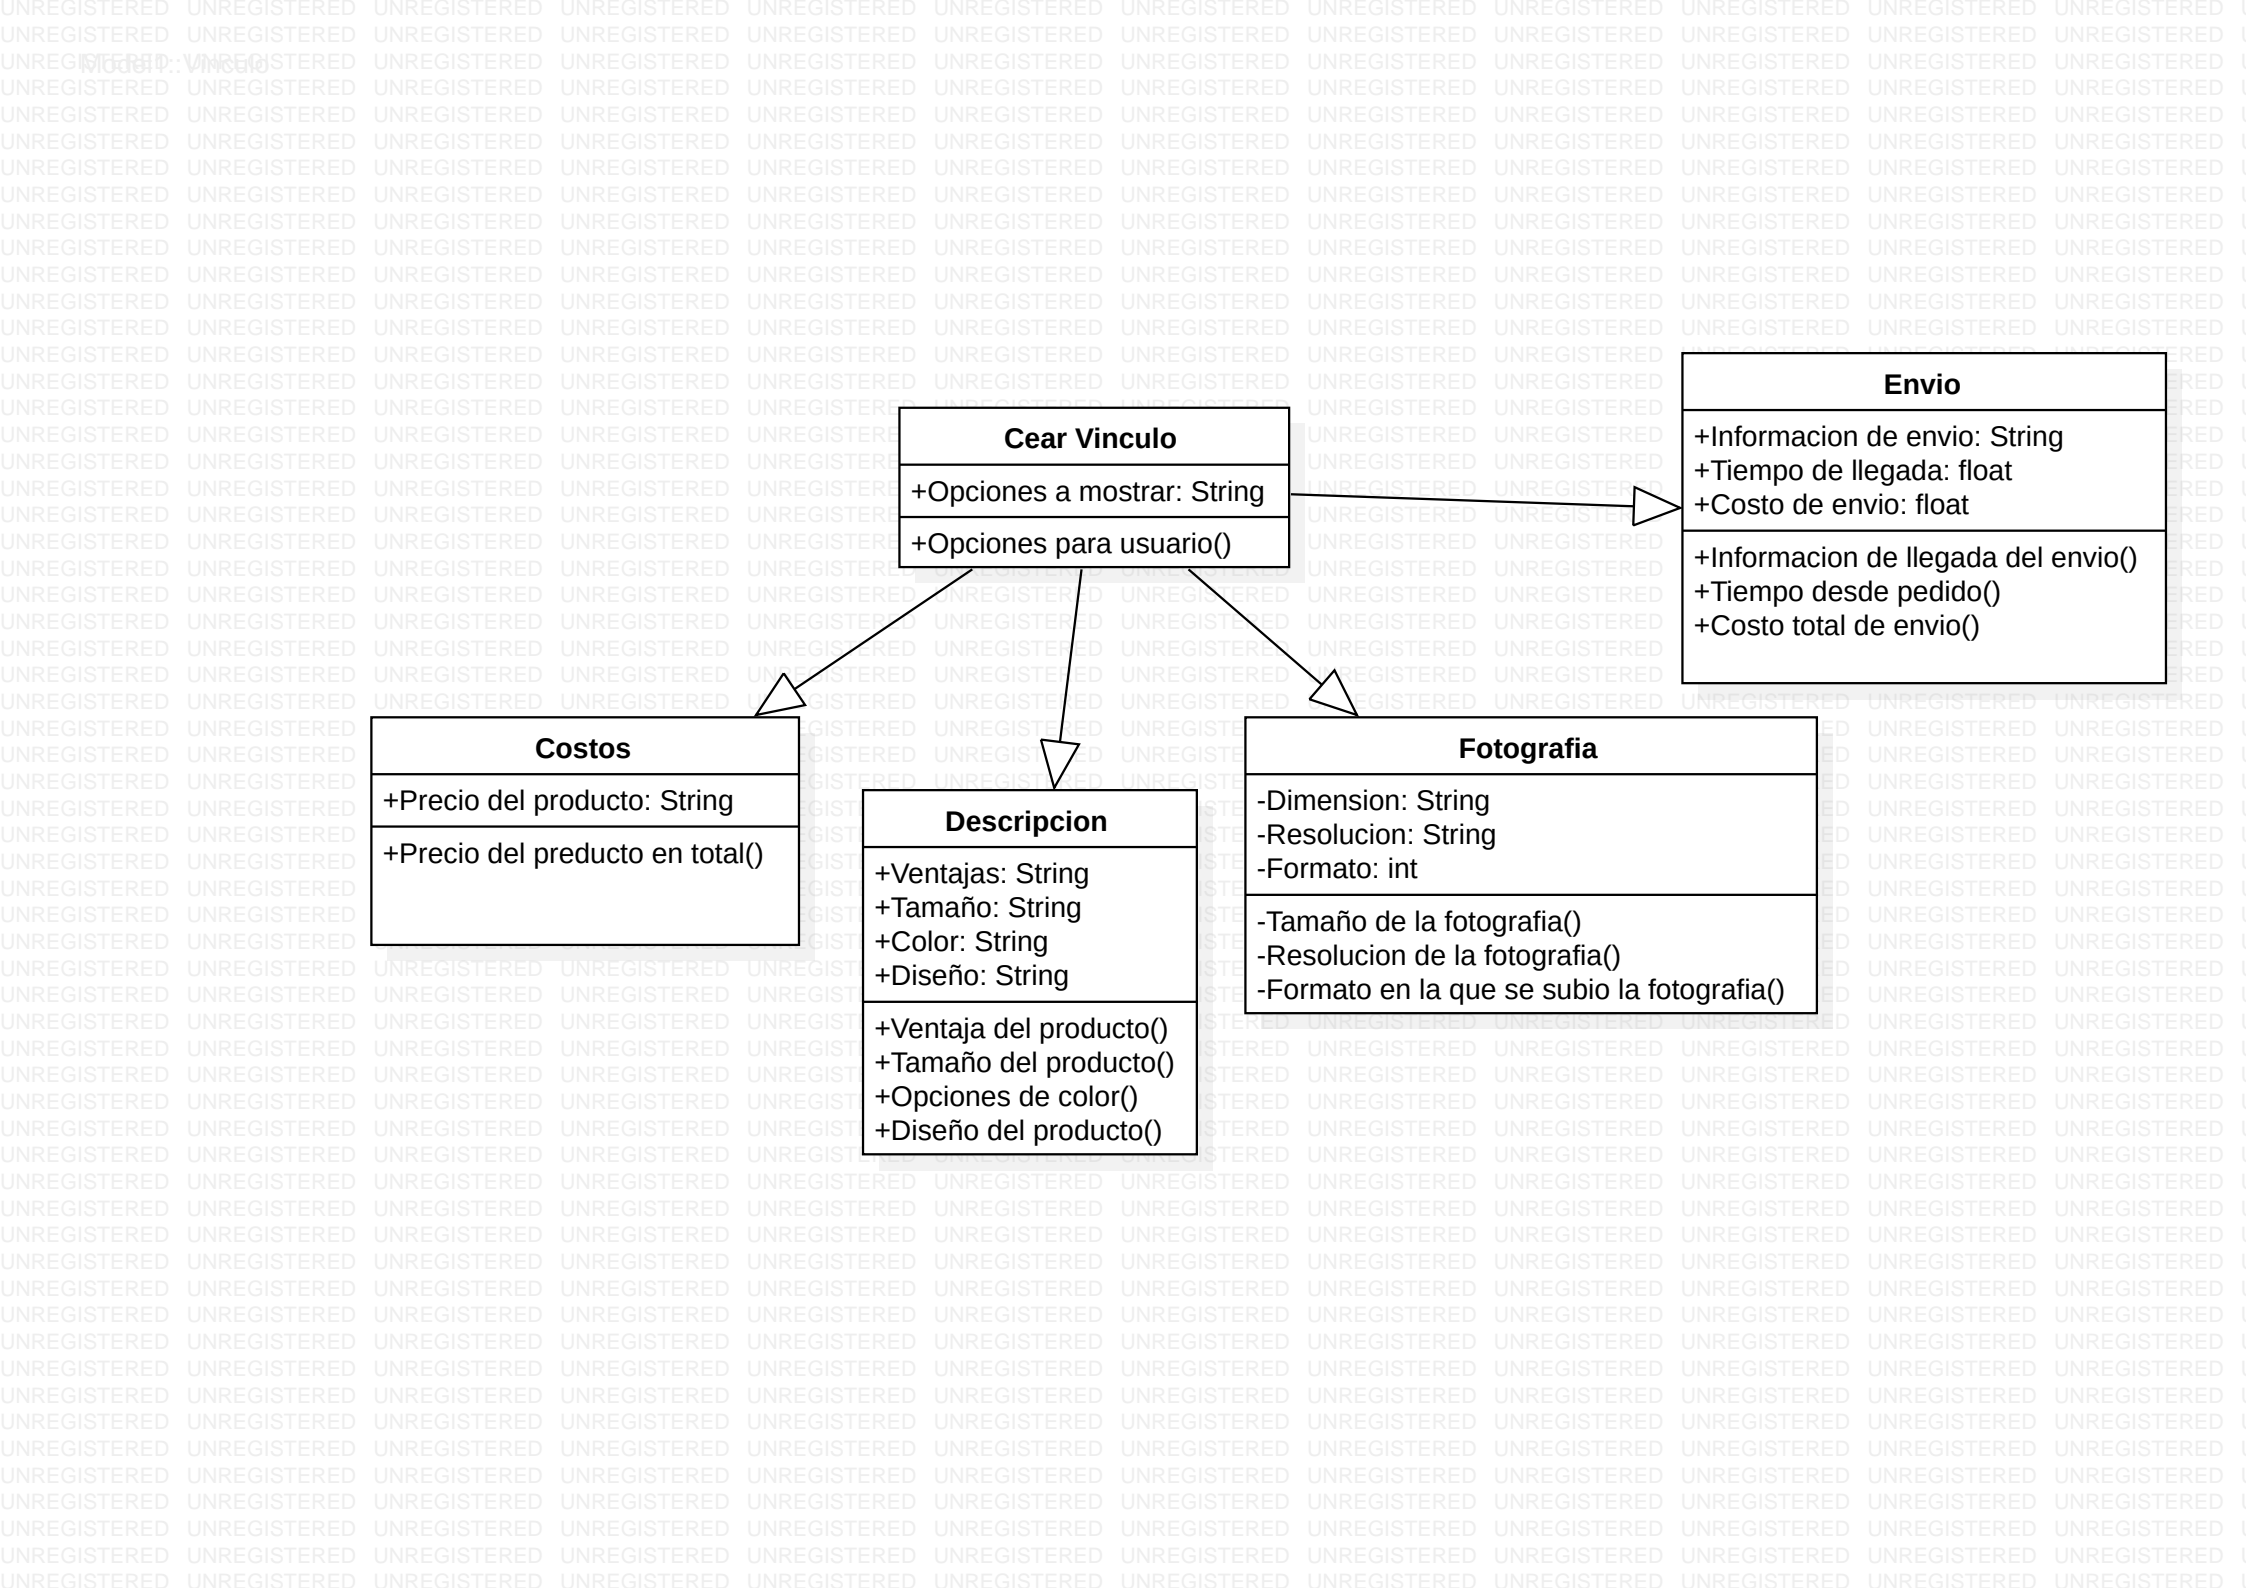 Model1::Vinculo
Cear Vinculo
+Opciones a mostrar: String
+Opciones para usuario()
Envio
+Informacion de envio: String
+Tiempo de llegada: float
+Costo de envio: float
+Informacion de llegada del envio()
+Tiempo desde pedido()
+Costo total de envio()
Costos
+Precio del producto: String
+Precio del preducto en total()
Descripcion
+Ventajas: String
+Tamaño: String
+Color: String
+Diseño: String
+Ventaja del producto()
+Tamaño del producto()
+Opciones de color()
+Diseño del producto()
Fotografia
-Dimension: String
-Resolucion: String
-Formato: int
-Tamaño de la fotografia()
-Resolucion de la fotografia()
-Formato en la que se subio la fotografia()
UNREGISTERED